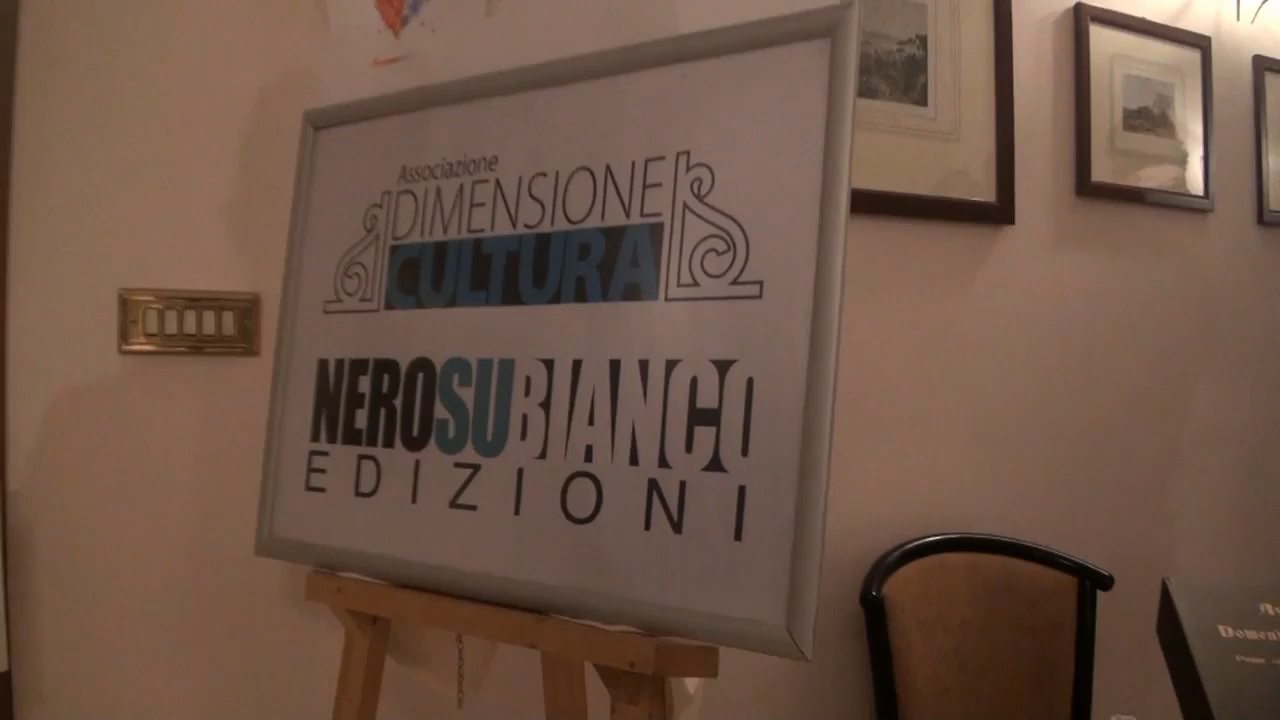 Associazione
DIMENSIONE
CULTURA
NEROSUBIANCO
EDIZIONI